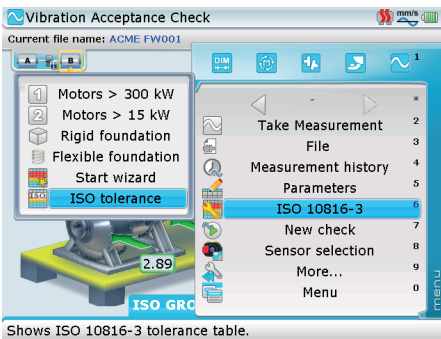 Vibration Acceptance Check
mm/s
Current file name: ACME FW001
A
B
DIM
1
- *
Take Measurement 2
File 3
Measurement history 4
Parameters 5
ISO 10816-3 6
New check 7
Sensor selection 8
More... 9
Menu 0
menu
1 Motors > 300 kW
2 Motors > 15 kW
Rigid foundation
Flexible foundation
Start wizard
ISO ISO tolerance
2.89
ISO GRO
Shows ISO 10816-3 tolerance table.